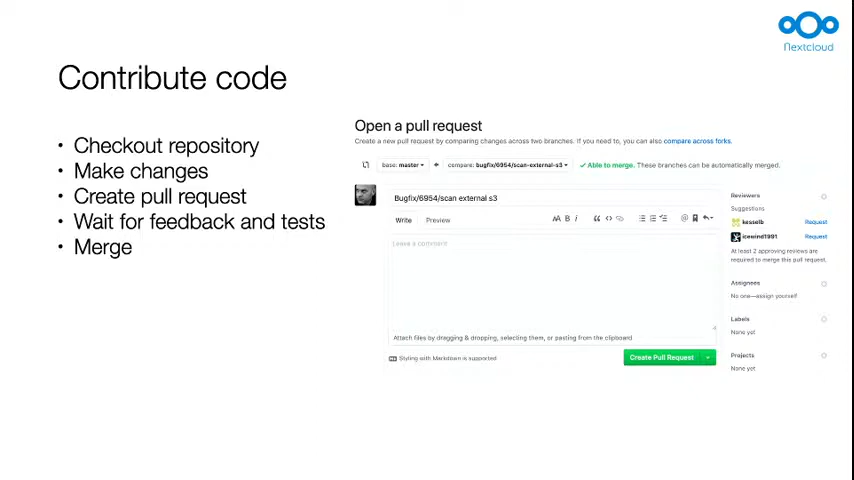 nextcloud
Contribute code
• Checkout repository
• Make changes
• Create pull request
• Wait for feedback and tests
• Merge
Open a pull request
Create a new pull request by comparing changes across two branches. If you need to, you can also compare across forks.
base: master
compare: bugfix/6954/scan-external-s3
✓ Able to merge. These branches can be automatically merged.
Bugfix/6954/scan external s3
Write Preview
AA B i
Leave a comment
Attach files by dragging & dropping, selecting them, or pasting from the clipboard
Styling with Markdown is supported
Create Pull Request
Reviewers
Suggestions
kesselb Request
icewind1991 Request
At least 2 approving reviews are
required to merge this pull request.
Assignees
No one—assign yourself
Labels
None yet
Projects
None yet